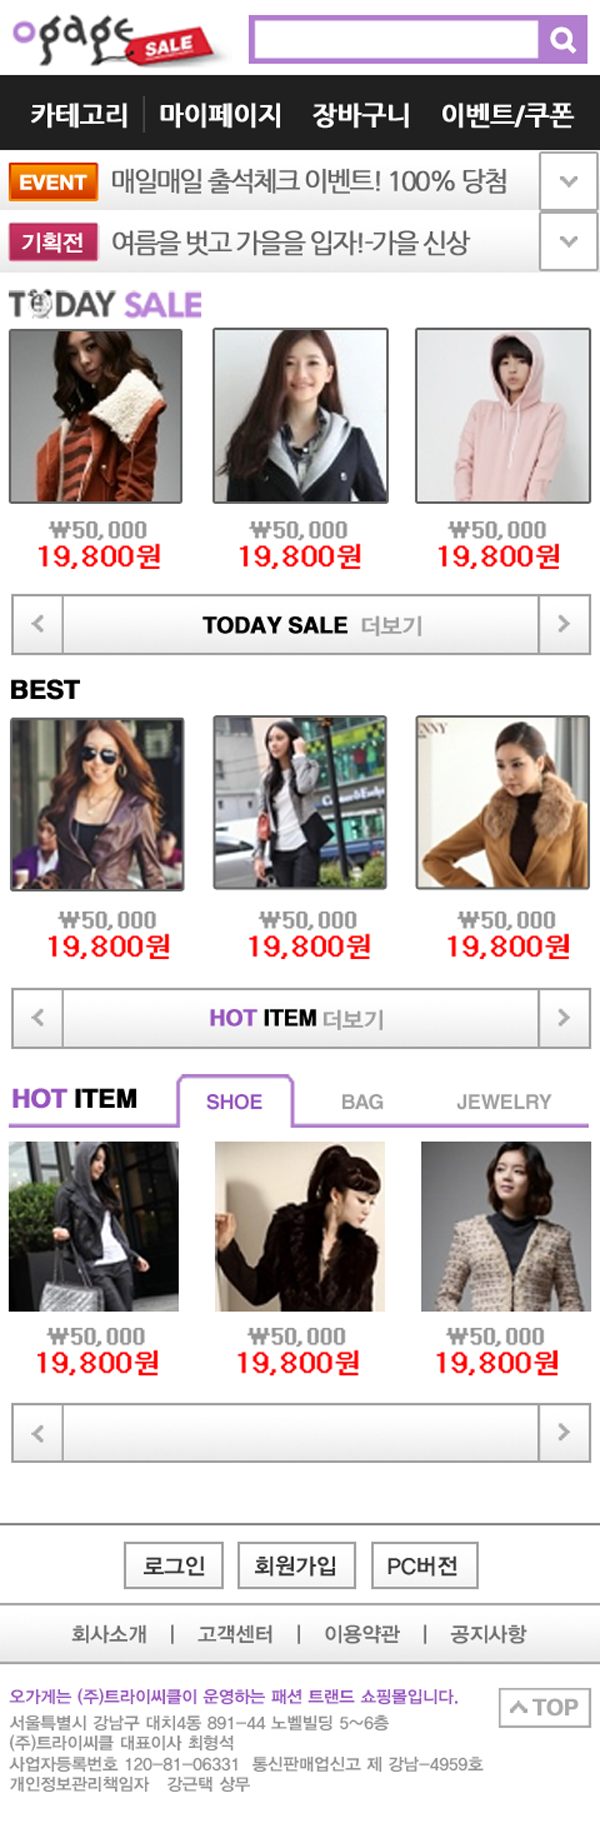 ogage SALE
카테고리 마이페이지 장바구니 이벤트/쿠폰
EVENT 매일매일 출석체크 이벤트! 100% 당첨
기획전 여름을 벗고 가을을 입자!-가을 신상
TODAY SALE
₩50,000 ₩50,000 ₩50,000
19,800원 19,800원 19,800원
TODAY SALE 더보기
BEST
NNY
₩50,000 ₩50,000 ₩50,000
19,800원 19,800원 19,800원
HOT ITEM 더보기
HOT ITEM SHOE BAG JEWELRY
₩50,000 ₩50,000 ₩50,000
19,800원 19,800원 19,800원
로그인 회원가입 PC버전
회사소개 | 고객센터 | 이용약관 | 공지사항
오가게는 (주)트라이씨클이 운영하는 패션 트랜드 쇼핑몰입니다.
TOP
서울특별시 강남구 대치4동 891-44 노벨빌딩 5~6층
(주)트라이씨클 대표이사 최형석
사업자등록번호 120-81-06331 통신판매업신고 제 강남-4959호
개인정보관리책임자 강근택 상무